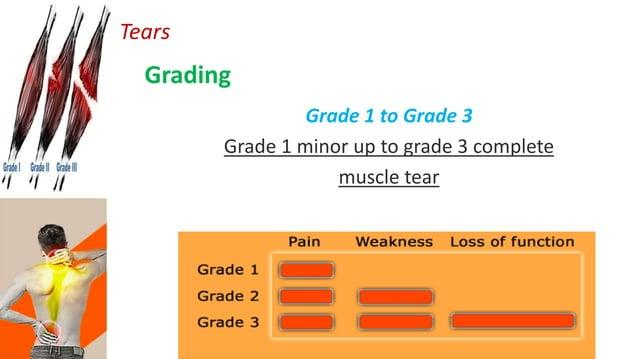 Tears
Grading
Grade 1 to Grade 3
Grade 1 minor up to grade 3 complete
muscle tear
Grade I Grade II Grade III
Pain Weakness Loss of function
Grade 1
Grade 2
Grade 3